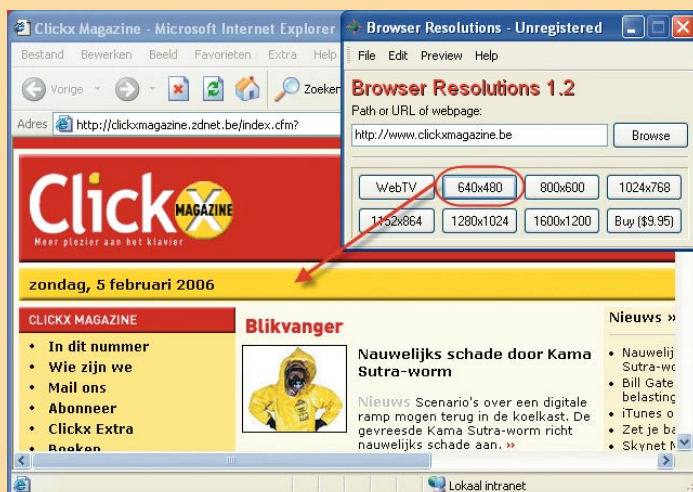 Clickx Magazine - Microsoft Internet Explorer
Bestand Bewerken Beeld Favorieten Extra Help
Vorige
Zoeken
Adres http://clickxmagazine.zdnet.be/index.cfm?
Browser Resolutions - Unregistered
File Edit Preview Help
Browser Resolutions 1.2
Path or URL of webpage:
http://www.clickxmagazine.be Browse
WebTV 640x480 800x600 1024x768
1152x864 1280x1024 1600x1200 Buy ($9.95)
Clickx
MAGAZINE
Meer plezier aan het klavier
zondag, 5 februari 2006
CLICKX MAGAZINE
• In dit nummer
• Wie zijn we
• Mail ons
• Abonneer
• Clickx Extra
• Boeken
Blikvanger
Nauwelijks schade door Kama
Sutra-worm
Nieuws Scenario's over een digitale
ramp mogen terug in de koelkast. De
gevreesde Kama Sutra-worm richt
nauwelijks schade aan. »
Nieuws »
• Nauwelij
Sutra-wo
• Bill Gate
belasting
• iTunes o
• Zet je ba
• Skynet
Lokaal intranet